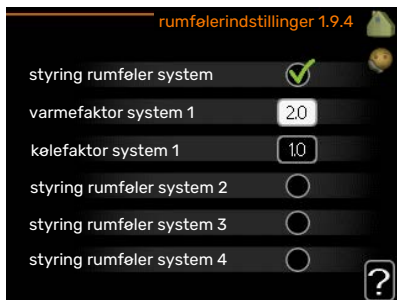 rumfølerindstillinger 1.9.4
styring rumføler system
varmefaktor system 1 2.0
kølefaktor system 1 1.0
styring rumføler system 2
styring rumføler system 3
styring rumføler system 4
?